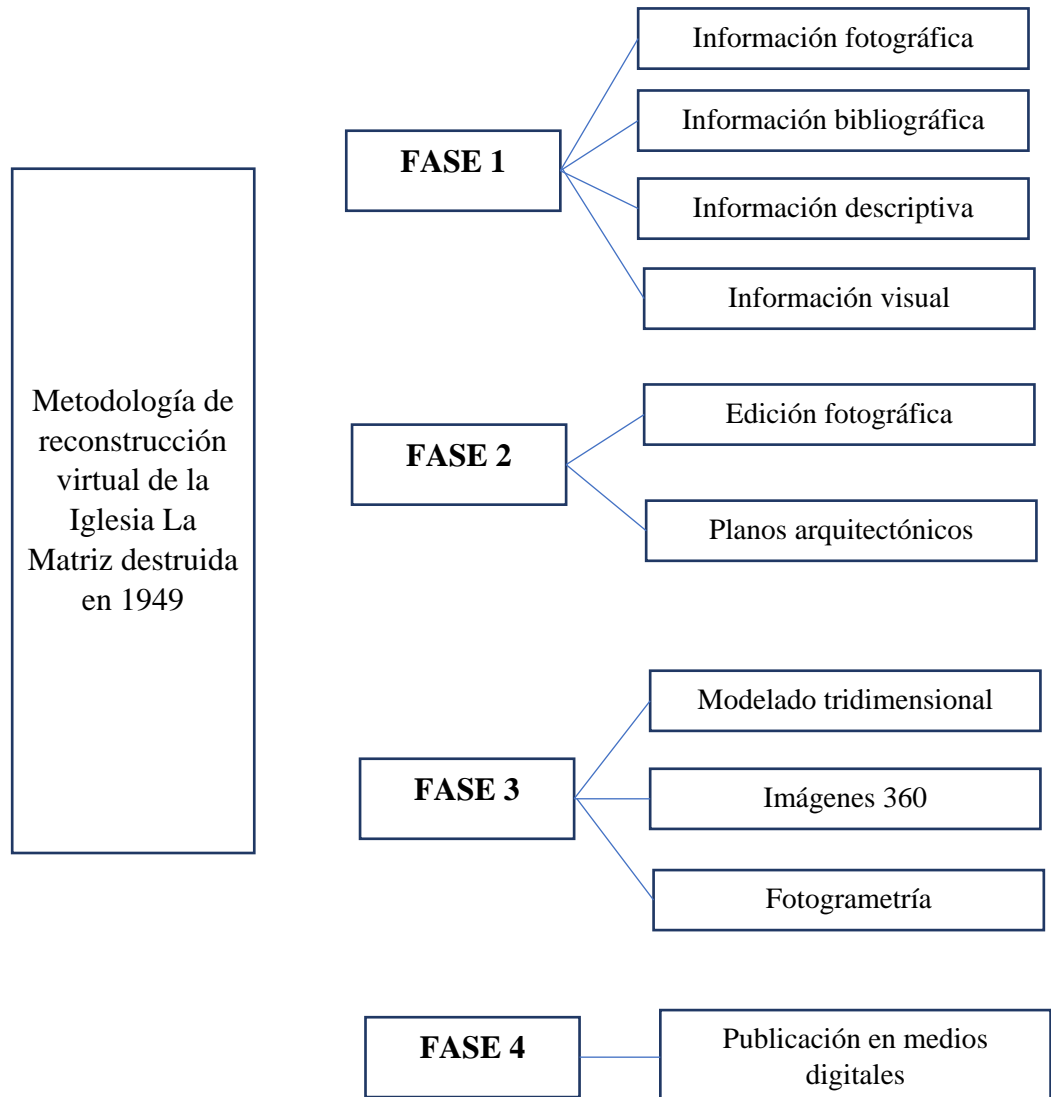 Metodología de
reconstrucción
virtual de la
Iglesia La
Matriz destruida
en 1949
FASE 1
Información fotográfica
Información bibliográfica
Información descriptiva
Información visual
FASE 2
Edición fotográfica
Planos arquitectónicos
FASE 3
Modelado tridimensional
Imágenes 360
Fotogrametría
FASE 4
Publicación en medios
digitales